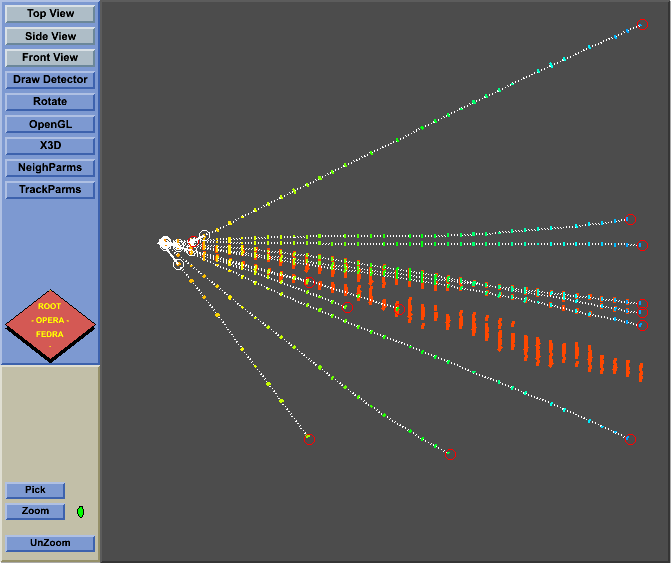 Top View
Side View
Front View
Draw Detector
Rotate
OpenGL
X3D
NeighParms
TrackParms
ROOT
- OPERA -
FEDRA
-
Pick
Zoom
UnZoom